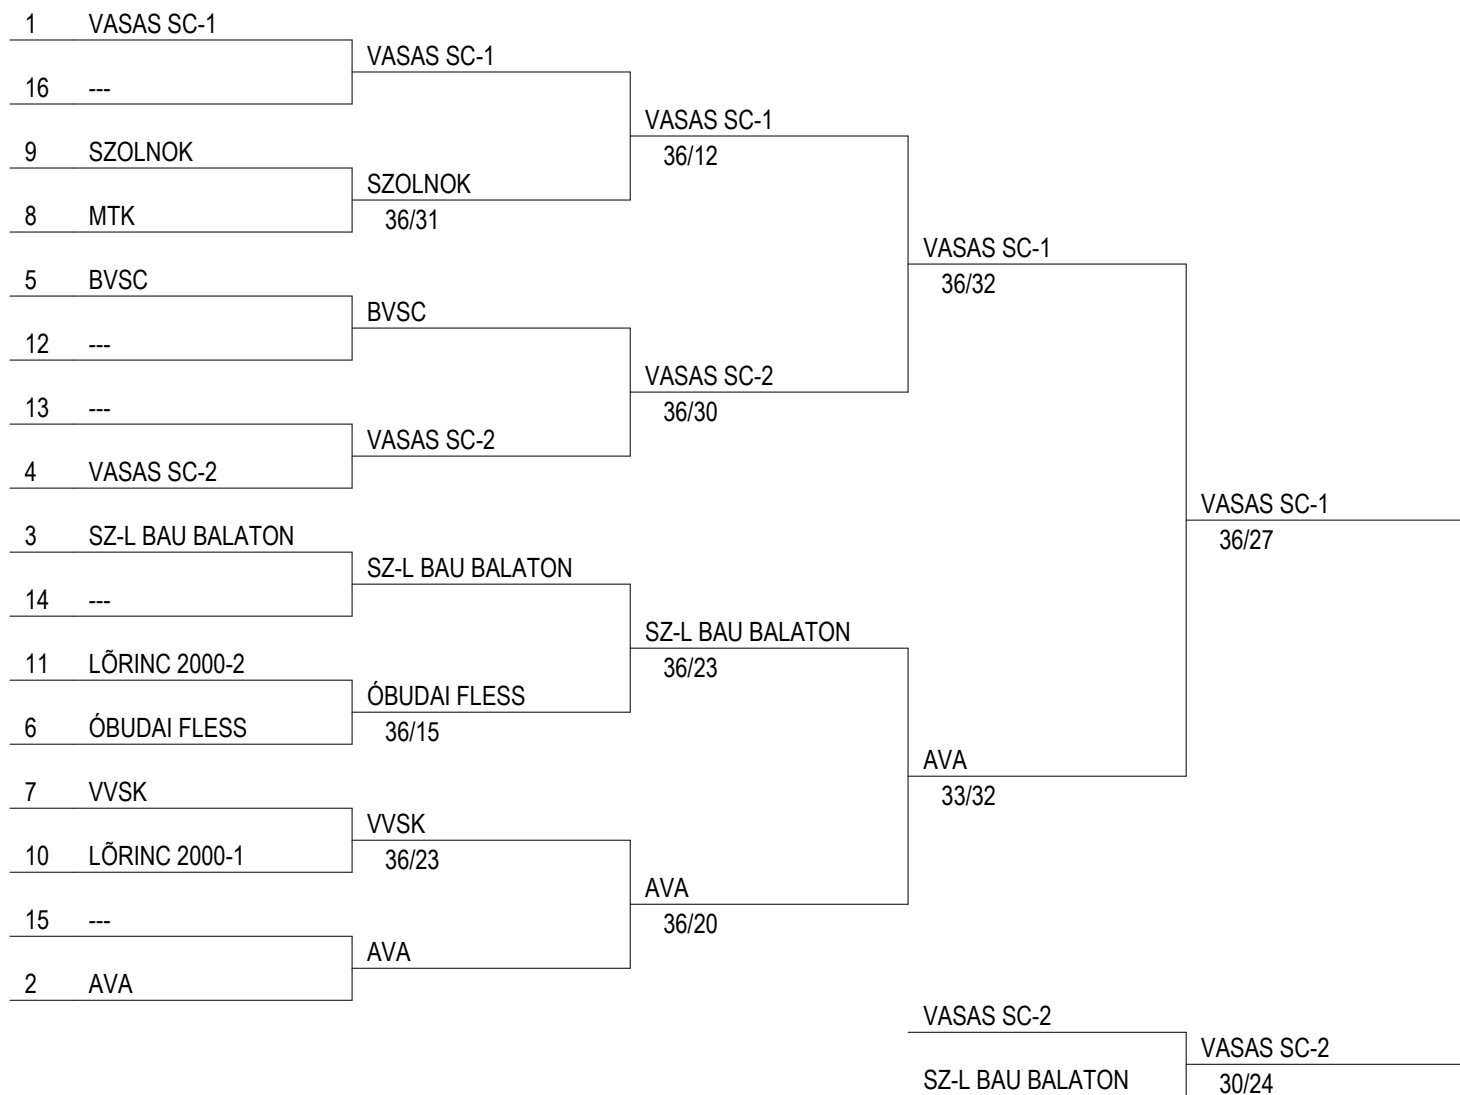 1 VASAS SC-1
VASAS SC-1
16 ---
VASAS SC-1
36/12
9 SZOLNOK
SZOLNOK
36/31
8 MTK
VASAS SC-1
36/32
5 BVSC
BVSC
12 ---
VASAS SC-2
36/30
13 ---
VASAS SC-2
4 VASAS SC-2
VASAS SC-1
36/27
3 SZ-L BAU BALATON
SZ-L BAU BALATON
14 ---
SZ-L BAU BALATON
36/23
11 LÕRINC 2000-2
ÓBUDAI FLESS
36/15
6 ÓBUDAI FLESS
AVA
33/32
7 VVSK
VVSK
36/23
10 LÕRINC 2000-1
AVA
36/20
15 ---
AVA
2 AVA
VASAS SC-2
VASAS SC-2
30/24
SZ-L BAU BALATON